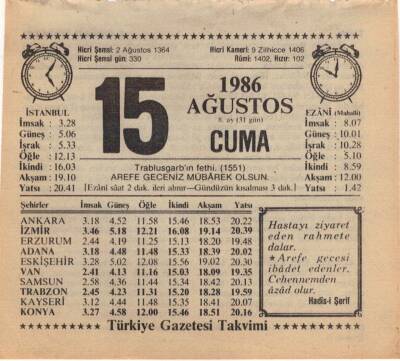 Hicri Şemsi: 2 Ağustos 1364
Hicri Şemsi gün: 330
Hicri Kameri: 9 Zilhicce 1406
Rûmi: 1402, Hızır: 102
İSTANBUL
İmsak : 3.28
Güneş : 5.06
İşrak : 5.33
Öğle : 12.13
İkindi : 16.03
Akşam : 19.10
Yatsı : 20.41
15
1986
AĞUSTOS
8. ay (31 gün)
CUMA
EZÂNİ (Mahalli)
İmsak : 8.07
Güneş : 10.01
İşrak : 10.28
Öğle : 5.10
İkindi : 8.59
Akşam : 12.00
Yatsı : 1.42
Trablusgarb'ın fethi. (1551)
AREFE GECENİZ MÜBÂREK OLSUN.
[Ezâni sâat 2 dak. ileri alınır—Gündüzün kısalması 3 dak.]
Şehirler İmsak Güneş Öğle İkindi Akşam Yatsı
ANKARA 3.18 4.52 11.58 15.46 18.53 20.22
İZMİR 3.46 5.18 12.21 16.08 19.14 20.39
ERZURUM 2.44 4.19 11.25 15.13 18.20 19.48
ADANA 3.18 4.48 11.48 15.33 18.39 20.02
ESKİŞEHİR 3.28 5.02 12.08 15.56 19.02 20.30
VAN 2.41 4.13 11.16 15.03 18.09 19.35
SAMSUN 2.58 4.36 11.44 15.34 18.42 20.13
TRABZON 2.45 4.23 11.31 15.20 18.28 19.59
KAYSERİ 3.12 4.44 11.48 15.35 18.41 20.07
KONYA 3.27 4.58 12.00 15.46 18.51 20.16
Hastayı ziyaret
eden rahmete
dalar.
★Arefe gecesi
ibâdet edenler,
Cehennemden
âzâd olur.
Hadis-i Şerif
Türkiye Gazetesi Takvimi